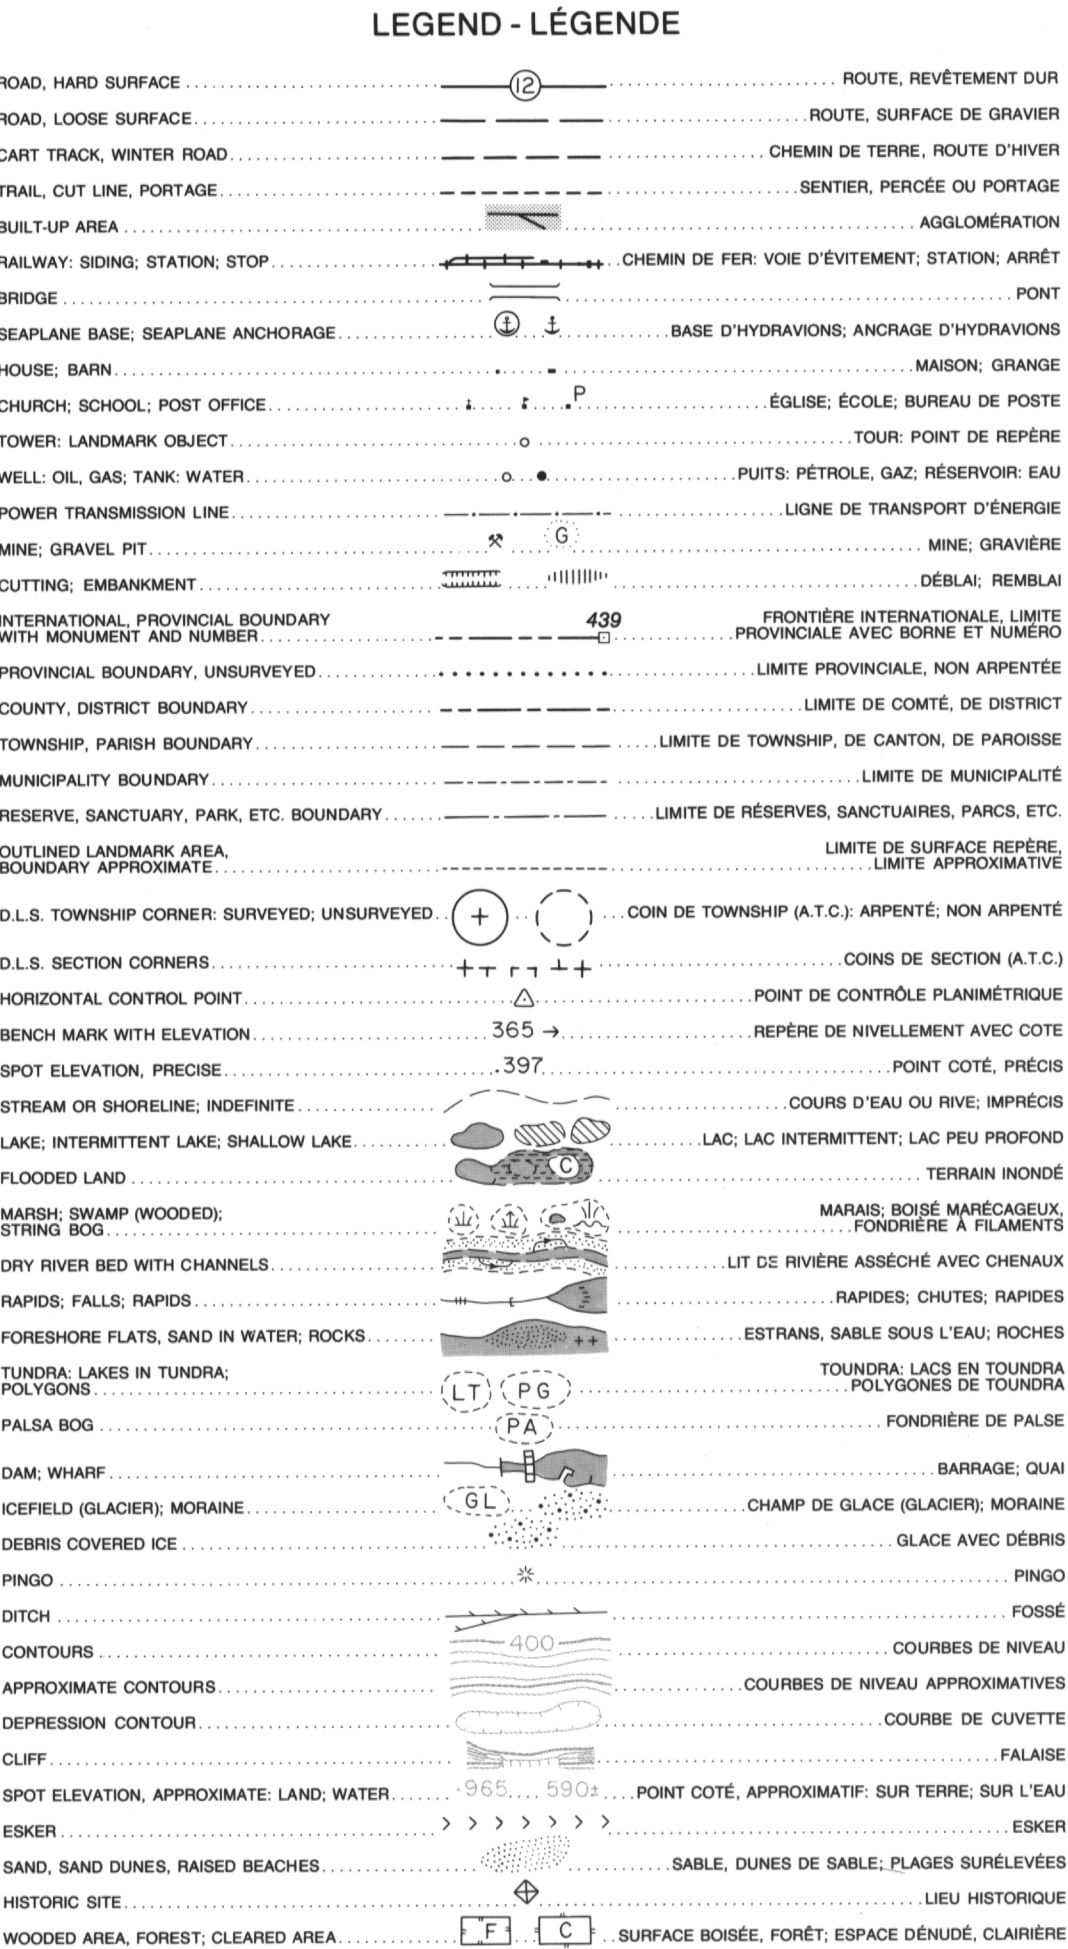 LEGEND - LÉGENDE
ROAD, HARD SURFACE 12 ROUTE, REVÊTEMENT DUR
ROAD, LOOSE SURFACE ROUTE, SURFACE DE GRAVIER
CART TRACK, WINTER ROAD CHEMIN DE TERRE, ROUTE D'HIVER
TRAIL, CUT LINE, PORTAGE SENTIER, PERCÉE OU PORTAGE
BUILT-UP AREA AGGLOMÉRATION
RAILWAY: SIDING; STATION; STOP CHEMIN DE FER: VOIE D'ÉVITEMENT; STATION; ARRÊT
BRIDGE PONT
SEAPLANE BASE; SEAPLANE ANCHORAGE BASE D'HYDRAVIONS; ANCRAGE D'HYDRAVIONS
HOUSE; BARN MAISON; GRANGE
CHURCH; SCHOOL; POST OFFICE P ÉGLISE; ÉCOLE; BUREAU DE POSTE
TOWER: LANDMARK OBJECT TOUR: POINT DE REPÈRE
WELL: OIL, GAS; TANK: WATER PUITS: PÉTROLE, GAZ; RÉSERVOIR: EAU
POWER TRANSMISSION LINE LIGNE DE TRANSPORT D'ÉNERGIE
MINE; GRAVEL PIT G MINE; GRAVIÈRE
CUTTING; EMBANKMENT DÉBLAI; REMBLAI
INTERNATIONAL, PROVINCIAL BOUNDARY 439 FRONTIÈRE INTERNATIONALE, LIMITE
WITH MONUMENT AND NUMBER PROVINCIALE AVEC BORNE ET NUMÉRO
PROVINCIAL BOUNDARY, UNSURVEYED LIMITE PROVINCIALE, NON ARPENTÉE
COUNTY, DISTRICT BOUNDARY LIMITE DE COMTÉ, DE DISTRICT
TOWNSHIP, PARISH BOUNDARY LIMITE DE TOWNSHIP, DE CANTON, DE PAROISSE
MUNICIPALITY BOUNDARY LIMITE DE MUNICIPALITÉ
RESERVE, SANCTUARY, PARK, ETC. BOUNDARY LIMITE DE RÉSERVES, SANCTUAIRES, PARCS, ETC.
OUTLINED LANDMARK AREA, LIMITE DE SURFACE REPÈRE,
BOUNDARY APPROXIMATE LIMITE APPROXIMATIVE
D.L.S. TOWNSHIP CORNER: SURVEYED; UNSURVEYED COIN DE TOWNSHIP (A.T.C.): ARPENTÉ; NON ARPENTÉ
D.L.S. SECTION CORNERS COINS DE SECTION (A.T.C.)
HORIZONTAL CONTROL POINT POINT DE CONTRÔLE PLANIMÉTRIQUE
BENCH MARK WITH ELEVATION 365 → REPÈRE DE NIVELLEMENT AVEC COTE
SPOT ELEVATION, PRECISE .397 POINT COTÉ, PRÉCIS
STREAM OR SHORELINE; INDEFINITE COURS D'EAU OU RIVE; IMPRÉCIS
LAKE; INTERMITTENT LAKE; SHALLOW LAKE LAC; LAC INTERMITTENT; LAC PEU PROFOND
FLOODED LAND C TERRAIN INONDÉ
MARSH; SWAMP (WOODED); MARAIS; BOISÉ MARÉCAGEUX,
STRING BOG FONDRIÈRE À FILAMENTS
DRY RIVER BED WITH CHANNELS LIT DE RIVIÈRE ASSÉCHÉ AVEC CHENAUX
RAPIDS; FALLS; RAPIDS RAPIDES; CHUTES; RAPIDES
FORESHORE FLATS, SAND IN WATER; ROCKS ESTRANS, SABLE SOUS L'EAU; ROCHES
TUNDRA: LAKES IN TUNDRA; TOUNDRA: LACS EN TOUNDRA
POLYGONS LT PG POLYGONES DE TOUNDRA
PALSA BOG PA FONDRIÈRE DE PALSE
DAM; WHARF BARRAGE; QUAI
ICEFIELD (GLACIER); MORAINE GL CHAMP DE GLACE (GLACIER); MORAINE
DEBRIS COVERED ICE GLACE AVEC DÉBRIS
PINGO PINGO
DITCH FOSSÉ
CONTOURS 400 COURBES DE NIVEAU
APPROXIMATE CONTOURS COURBES DE NIVEAU APPROXIMATIVES
DEPRESSION CONTOUR COURBE DE CUVETTE
CLIFF FALAISE
SPOT ELEVATION, APPROXIMATE: LAND; WATER ·965 590± POINT COTÉ, APPROXIMATIF: SUR TERRE; SUR L'EAU
ESKER ESKER
SAND, SAND DUNES, RAISED BEACHES SABLE, DUNES DE SABLE; PLAGES SURÉLEVÉES
HISTORIC SITE LIEU HISTORIQUE
WOODED AREA, FOREST; CLEARED AREA F C SURFACE BOISÉE, FORÊT; ESPACE DÉNUDÉ, CLAIRIÈRE